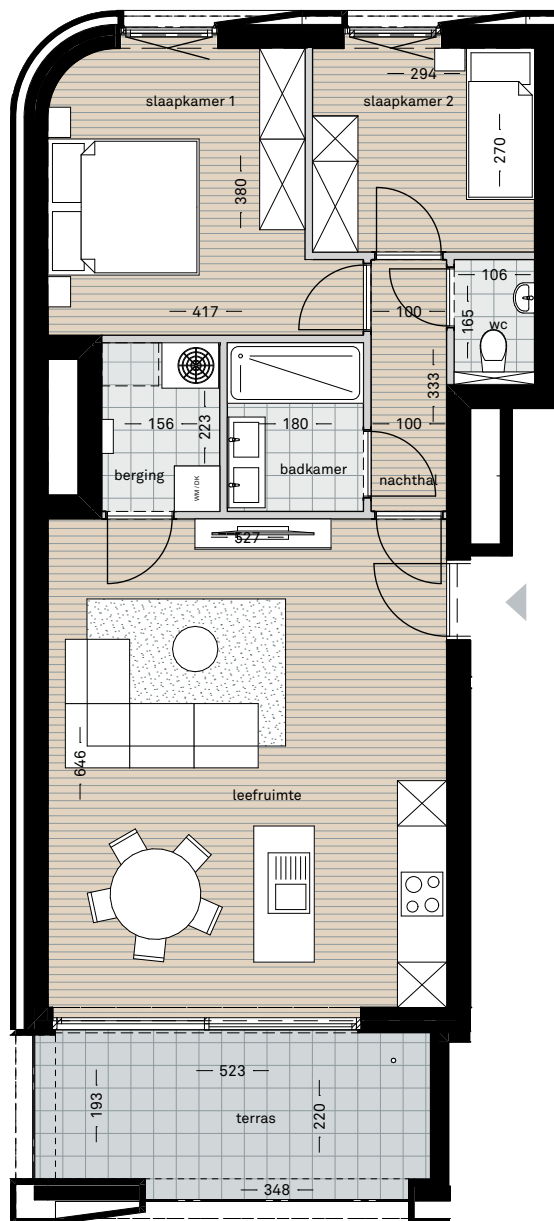 294
slaapkamer 1
slaapkamer 2
270
380
106
417
100
165
wc
333
156
223
180
100
berging
badkamer
nachthal
WM / DK
527
646
leefruimte
523
193
220
terras
348